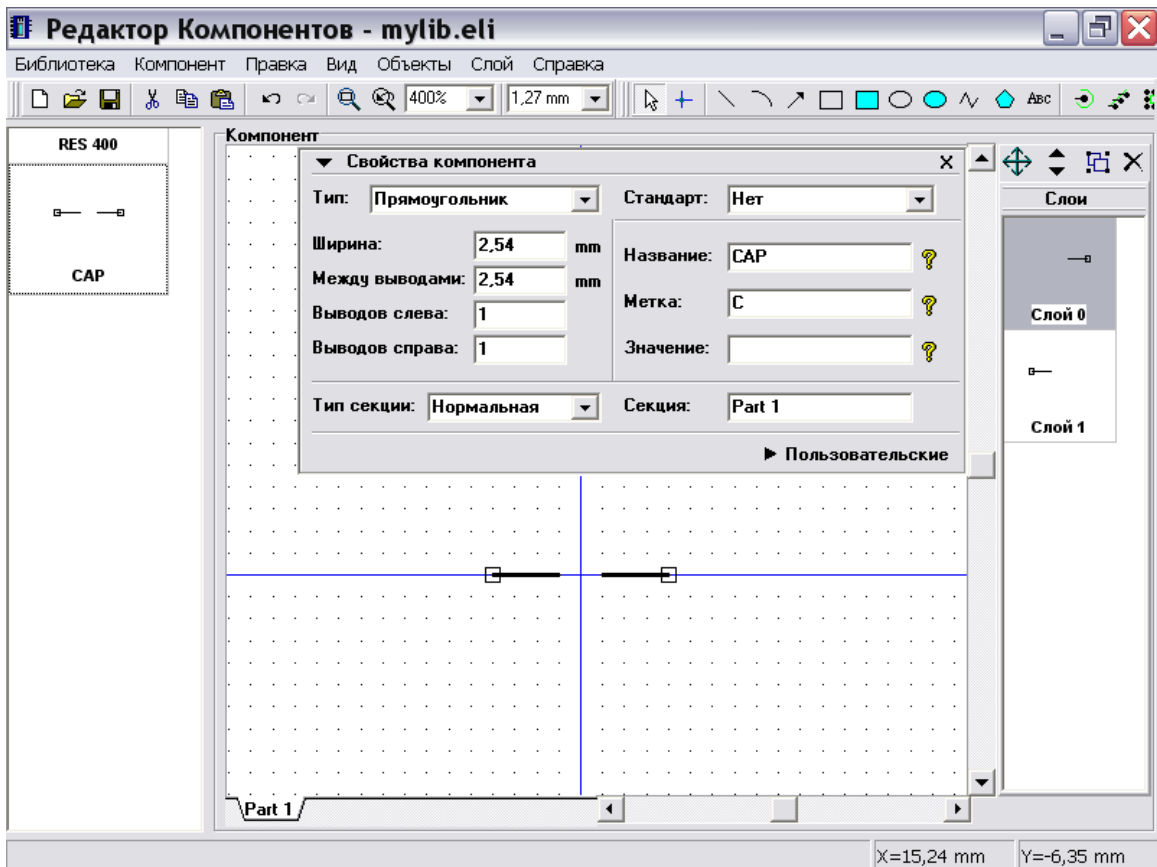 Редактор Компонентов - mylib.eli
Библиотека Компонент Правка Вид Объекты Слой Справка
400% 1,27 mm ABC
RES 400
CAP
Компонент
Свойства компонента X
Тип: Прямоугольник Стандарт: Нет
Ширина: 2,54 mm
Между выводами: 2,54 mm
Выводов слева: 1
Выводов справа: 1
Название: CAP ?
Метка: C ?
Значение: ?
Тип секции: Нормальная Секция: Part 1
Пользовательские
Слои
Слой 0
Слой 1
Part 1
X=15,24 mm Y=-6,35 mm